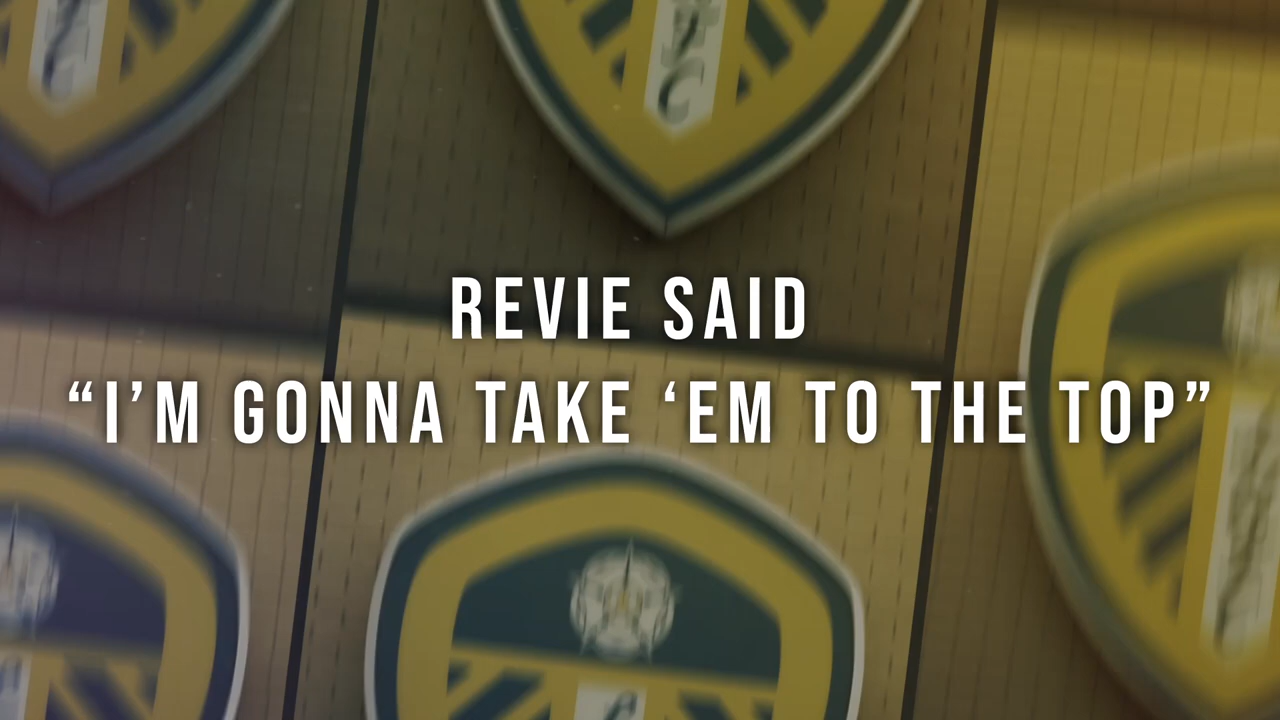 REVIE SAID
“I’M GONNA TAKE ‘EM TO THE TOP”